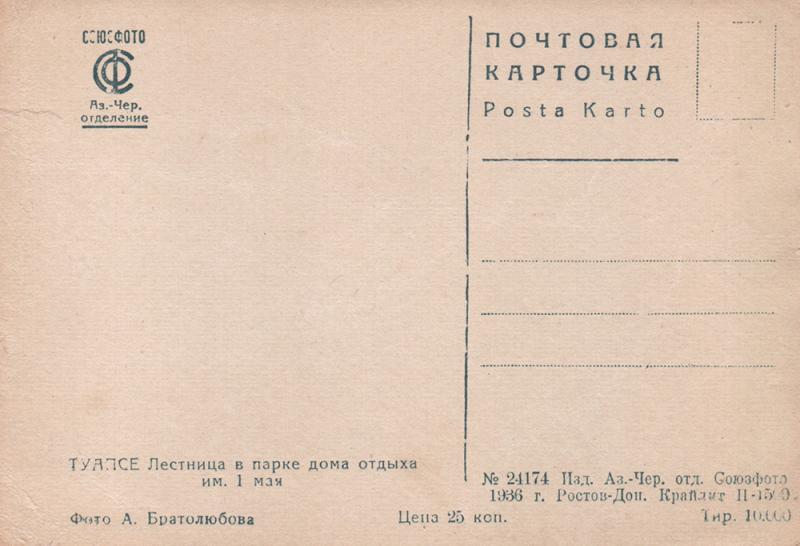 СОЮЗФОТО
СФ
Аз.-Чер.
отделение
ПОЧТОВАЯ
КАРТОЧКА
Posta Karto
ТУАПСЕ Лестница в парке дома отдыха
им. 1 мая
Фото А. Братолюбова
Цена 25 коп.
№ 24174 Изд. Аз.-Чер. отд. Союзфото
1936 г. Ростов-Дон. Крайлит
Тир. 10.000